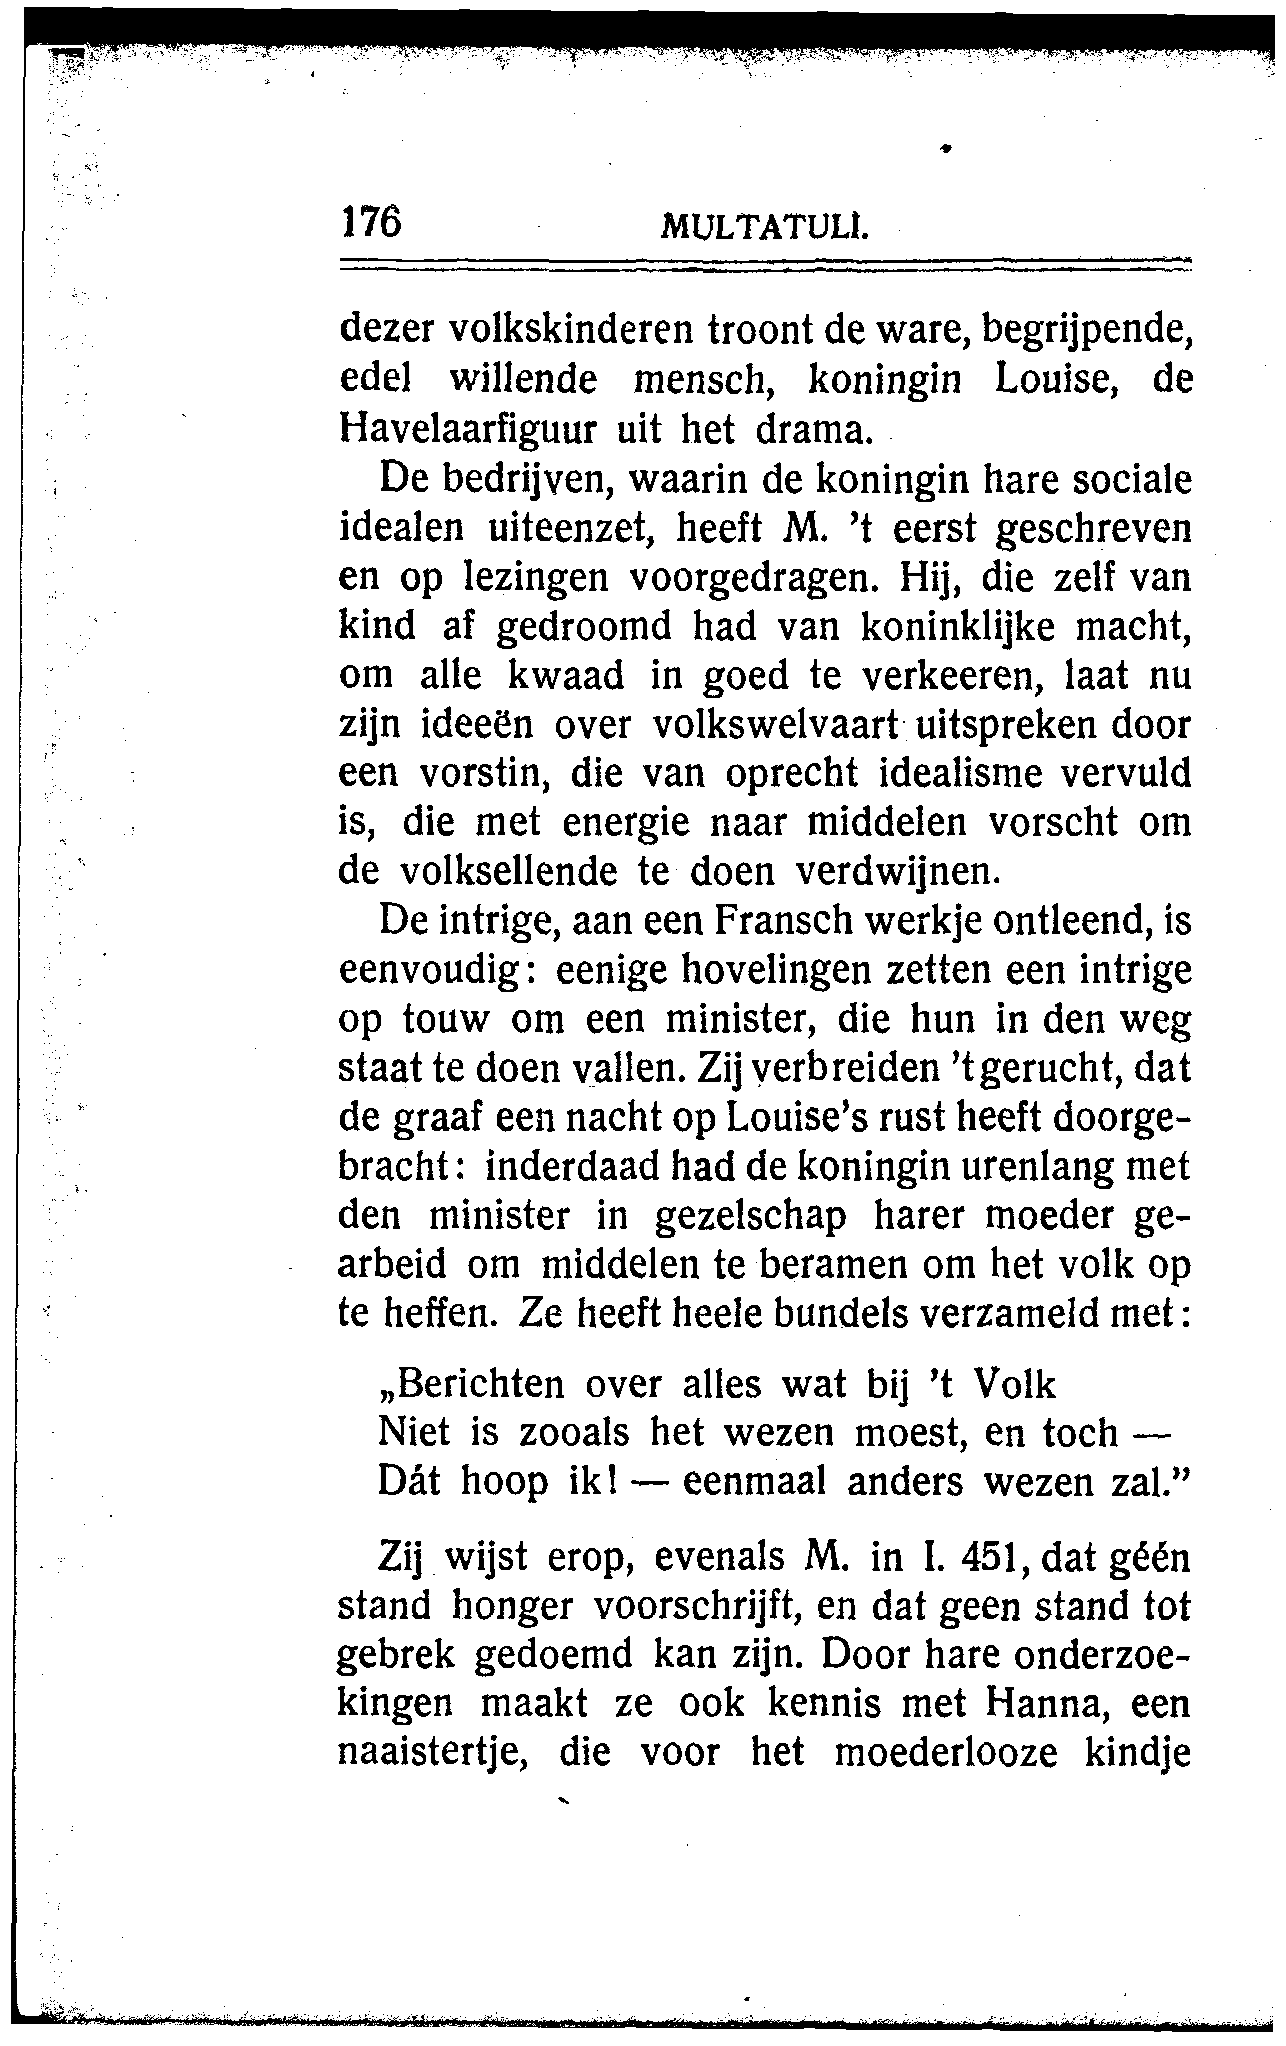 176 MULTATULI.
dezer volkskinderen troont de ware, begrijpende,
edel willende mensch, koningin Louise, de
Havelaarfiguur uit het drama.
De bedrijven, waarin de koningin hare sociale
idealen uiteenzet, heeft M. 't eerst geschreven
en op lezingen voorgedragen. Hij, die zelf van
kind af gedroomd had van koninklijke macht,
om alle kwaad in goed te verkeeren, laat nu
zijn ideeën over volkswelvaart uitspreken door
een vorstin, die van oprecht idealisme vervuld
is, die met energie naar middelen vorscht om
de volksellende te doen verdwijnen.
De intrige, aan een Fransch werkje ontleend, is
eenvoudig: eenige hovelingen zetten een intrige
op touw om een minister, die hun in den weg
staat te doen vallen. Zij verbreiden 't gerucht, dat
de graaf een nacht op Louise's rust heeft doorge-
bracht: inderdaad had de koningin urenlang met
den minister in gezelschap harer moeder ge-
arbeid om middelen te beramen om het volk op
te heffen. Ze heeft heele bundels verzameld met:
„Berichten over alles wat bij 't Volk
Niet is zooals het wezen moest, en toch —
Dát hoop ik! — eenmaal anders wezen zal.”
Zij wijst erop, evenals M. in I. 451, dat géén
stand honger voorschrijft, en dat geen stand tot
gebrek gedoemd kan zijn. Door hare onderzoe-
kingen maakt ze ook kennis met Hanna, een
naaistertje, die voor het moederlooze kindje